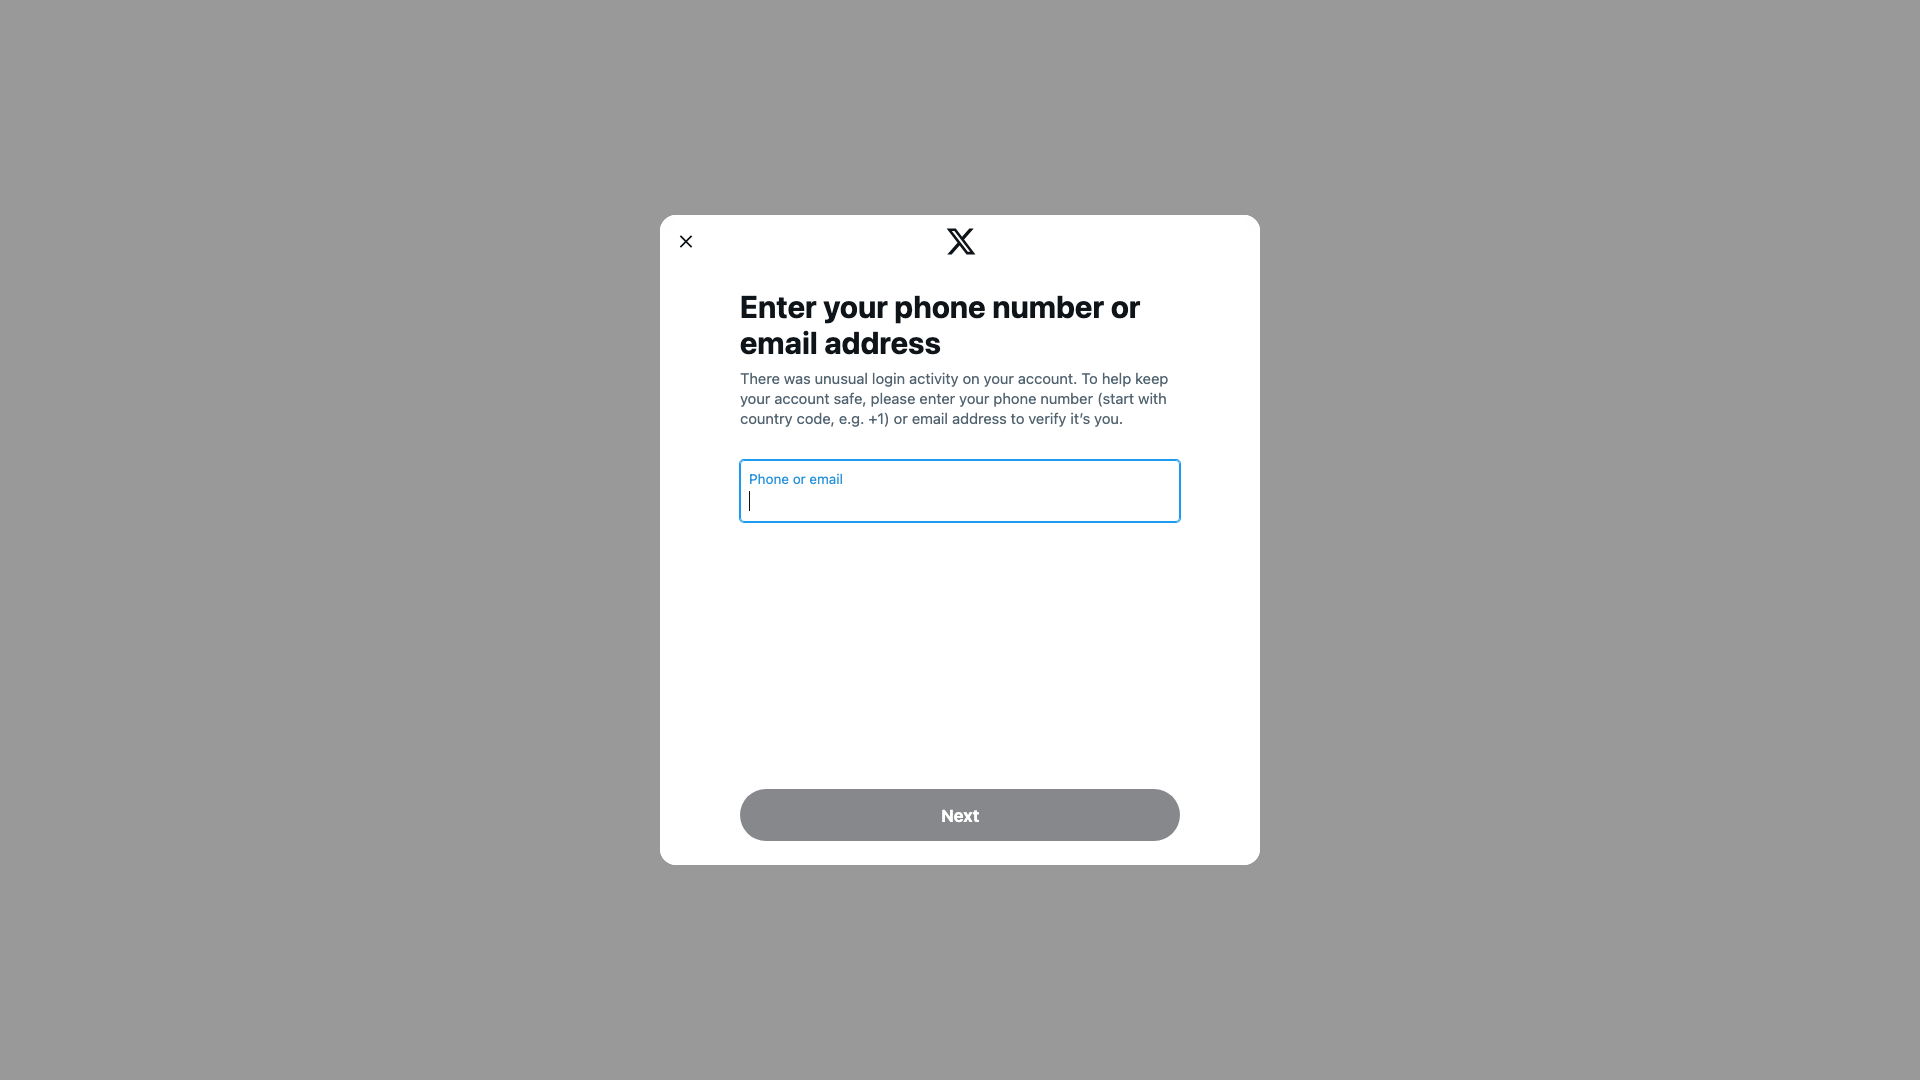 Enter your phone number or
email address
There was unusual login activity on your account. To help keep
your account safe, please enter your phone number (start with
country code, e.g. +1) or email address to verify it’s you.
Phone or email
Next